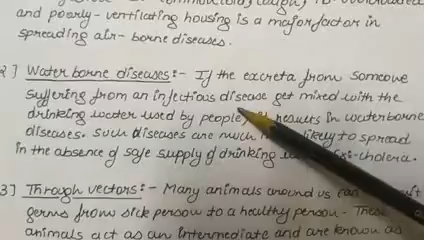 and poorly-ventilating housing is a major factor in
spreading air-borne diseases.
2] Water borne diseases:- If the excreta from someone
suffering from an infectious disease get mixed with the
drinking water used by people, results in waterborne
diseases. Such diseases are much likely to spread
in the absence of safe supply of drinking cholera.
3] Through vectors:- Many animals around us can
germs from sick person to a healthy person. These
animals act as an intermediate and are known as